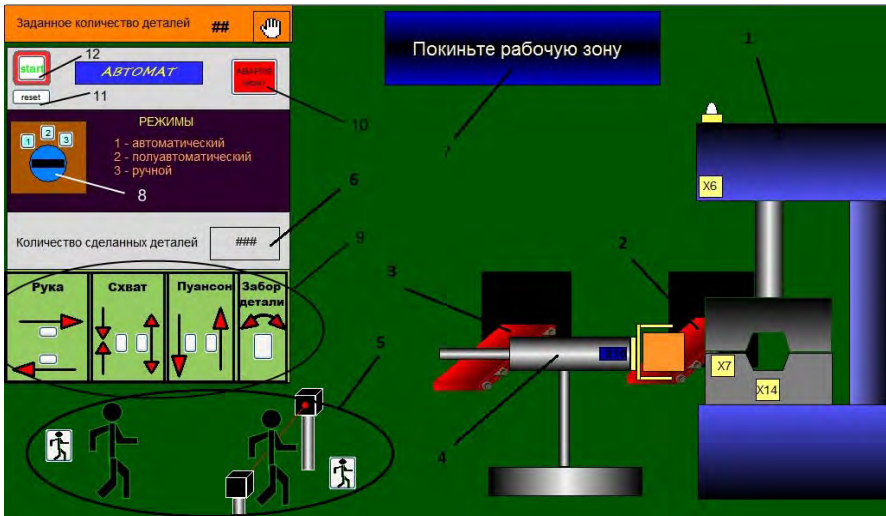 Заданное количество деталей ##
12
start
АВТОМАТ
reset
11
10
РЕЖИМЫ
1 2 3
1 - автоматический
2 - полуавтоматический
3 - ручной
8
6
Количество сделанных деталей ###
9
Рука Схват Пуансон Забор детали
5
Покиньте рабочую зону
7
1
X6
2
3
X7
X14
4